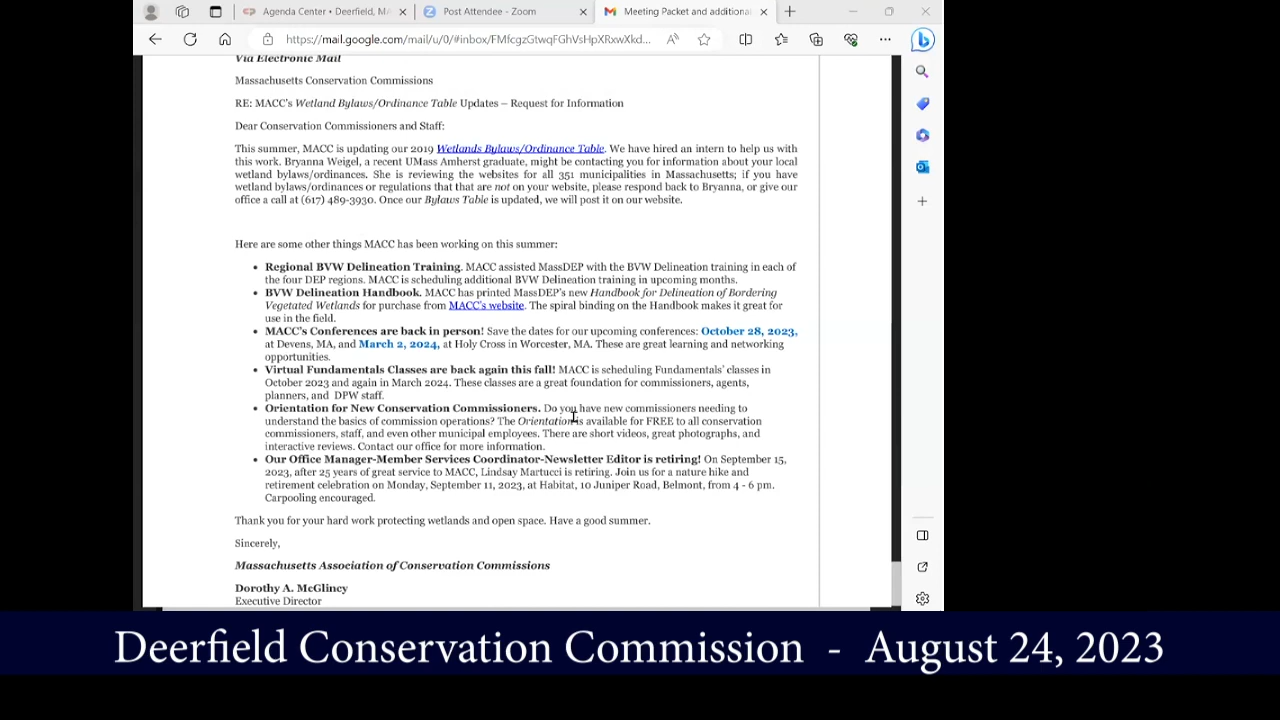 Agenda Center • Deerfield, MA
Post Attendee - Zoom
Meeting Packet and additiona
https://mail.google.com/mail/u/0/#inbox/FMfcgzGtwqFGhVsHpXRxwXkd...
Via Electronic Mail
Massachusetts Conservation Commissions
RE: MACC's Wetland Bylaws/Ordinance Table Updates – Request for Information
Dear Conservation Commissioners and Staff:
This summer, MACC is updating our 2019 Wetlands Bylaws/Ordinance Table. We have hired an intern to help us with
this work. Bryanna Weigel, a recent UMass Amherst graduate, might be contacting you for information about your local
wetland bylaws/ordinances. She is reviewing the websites for all 351 municipalities in Massachusetts; if you have
wetland bylaws/ordinances or regulations that that are not on your website, please respond back to Bryanna, or give our
office a call at (617) 489-3930. Once our Bylaws Table is updated, we will post it on our website.
Here are some other things MACC has been working on this summer:
• Regional BVW Delineation Training. MACC assisted MassDEP with the BVW Delineation training in each of
the four DEP regions. MACC is scheduling additional BVW Delineation training in upcoming months.
• BVW Delineation Handbook. MACC has printed MassDEP's new Handbook for Delineation of Bordering
Vegetated Wetlands for purchase from MACC's website. The spiral binding on the Handbook makes it great for
use in the field.
• MACC's Conferences are back in person! Save the dates for our upcoming conferences: October 28, 2023,
at Devens, MA, and March 2, 2024, at Holy Cross in Worcester, MA. These are great learning and networking
opportunities.
• Virtual Fundamentals Classes are back again this fall! MACC is scheduling Fundamentals' classes in
October 2023 and again in March 2024. These classes are a great foundation for commissioners, agents,
planners, and DPW staff.
• Orientation for New Conservation Commissioners. Do you have new commissioners needing to
understand the basics of commission operations? The Orientation is available for FREE to all conservation
commissioners, staff, and even other municipal employees. There are short videos, great photographs, and
interactive reviews. Contact our office for more information.
• Our Office Manager-Member Services Coordinator-Newsletter Editor is retiring! On September 15,
2023, after 25 years of great service to MACC, Lindsay Martucci is retiring. Join us for a nature hike and
retirement celebration on Monday, September 11, 2023, at Habitat, 10 Juniper Road, Belmont, from 4 - 6 pm.
Carpooling encouraged.
Thank you for your hard work protecting wetlands and open space. Have a good summer.
Sincerely,
Massachusetts Association of Conservation Commissions
Dorothy A. McGlincy
Executive Director
Deerfield Conservation Commission - August 24, 2023